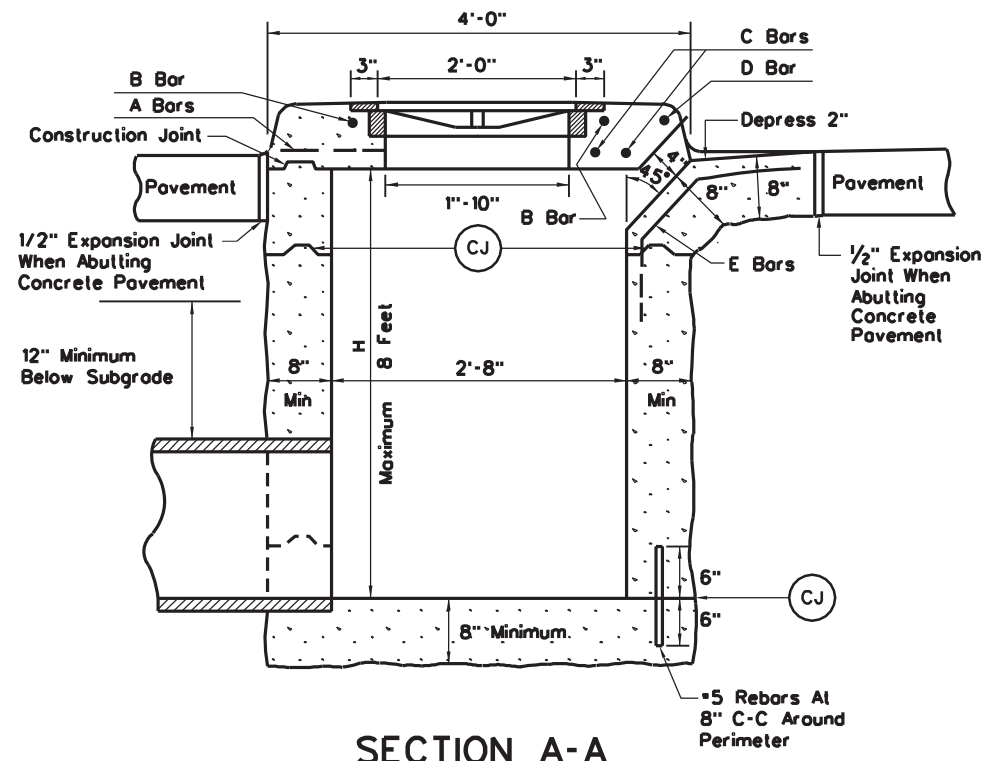 4'-0"
C Bars
3" 2'-0" 3"
D Bar
B Bar
A Bars
Construction Joint
Depress 2"
4"
45°
Pavement
8"
8"
Pavement
1"-10"
B Bar
1/2" Expansion Joint
When Abutting
Concrete Pavement
CJ
E Bars
1/2" Expansion
Joint When
Abutting
Concrete
Pavement
12" Minimum
Below Subgrade
H
8 Feet
Maximum
8"
Min
2'-8"
8"
Min
6"
6"
CJ
8" Minimum
#5 Rebars At
8" C-C Around
Perimeter
SECTION A-A